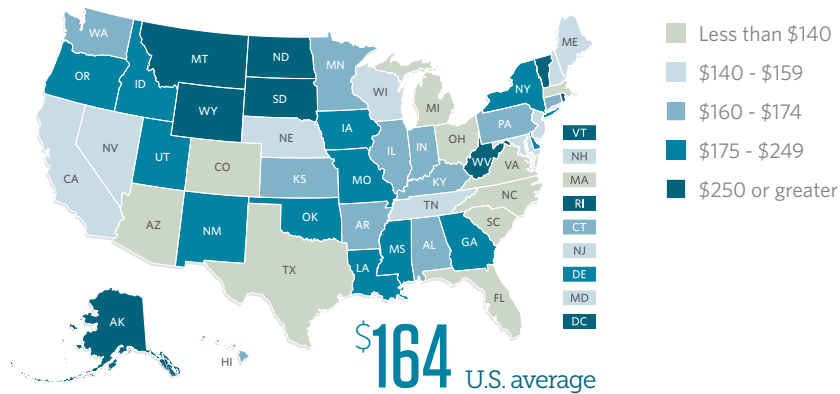 WA
MT
ND
MN
ME
OR
ID
WY
SD
WI
MI
NY
NV
UT
CO
NE
IA
IL
IN
OH
PA
CA
AZ
NM
KS
MO
KY
WV
VA
OK
AR
TN
NC
SC
TX
LA
MS
AL
GA
FL
AK
HI
VT
NH
MA
RI
CT
NJ
DE
MD
DC
Less than $140
$140 - $159
$160 - $174
$175 - $249
$250 or greater
$164 U.S. average